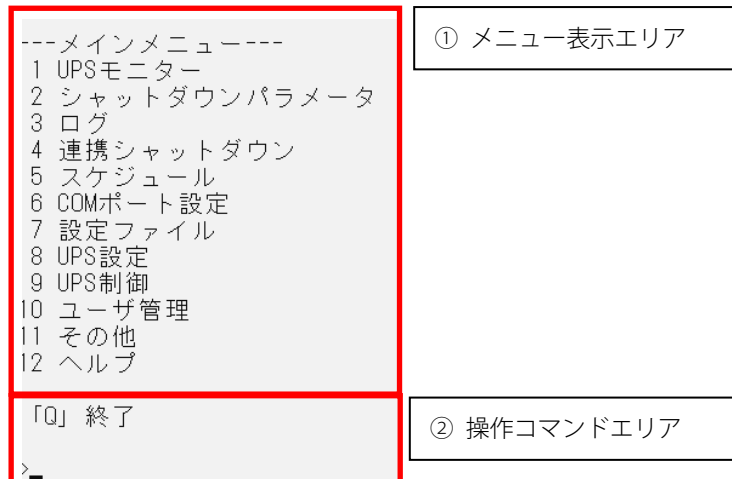 ---メインメニュー---
1 UPSモニター
2 シャットダウンパラメータ
3 ログ
4 連携シャットダウン
5 スケジュール
6 COMポート設定
7 設定ファイル
8 UPS設定
9 UPS制御
10 ユーザ管理
11 その他
12 ヘルプ
「Q」終了
>_
① メニュー表示エリア
② 操作コマンドエリア